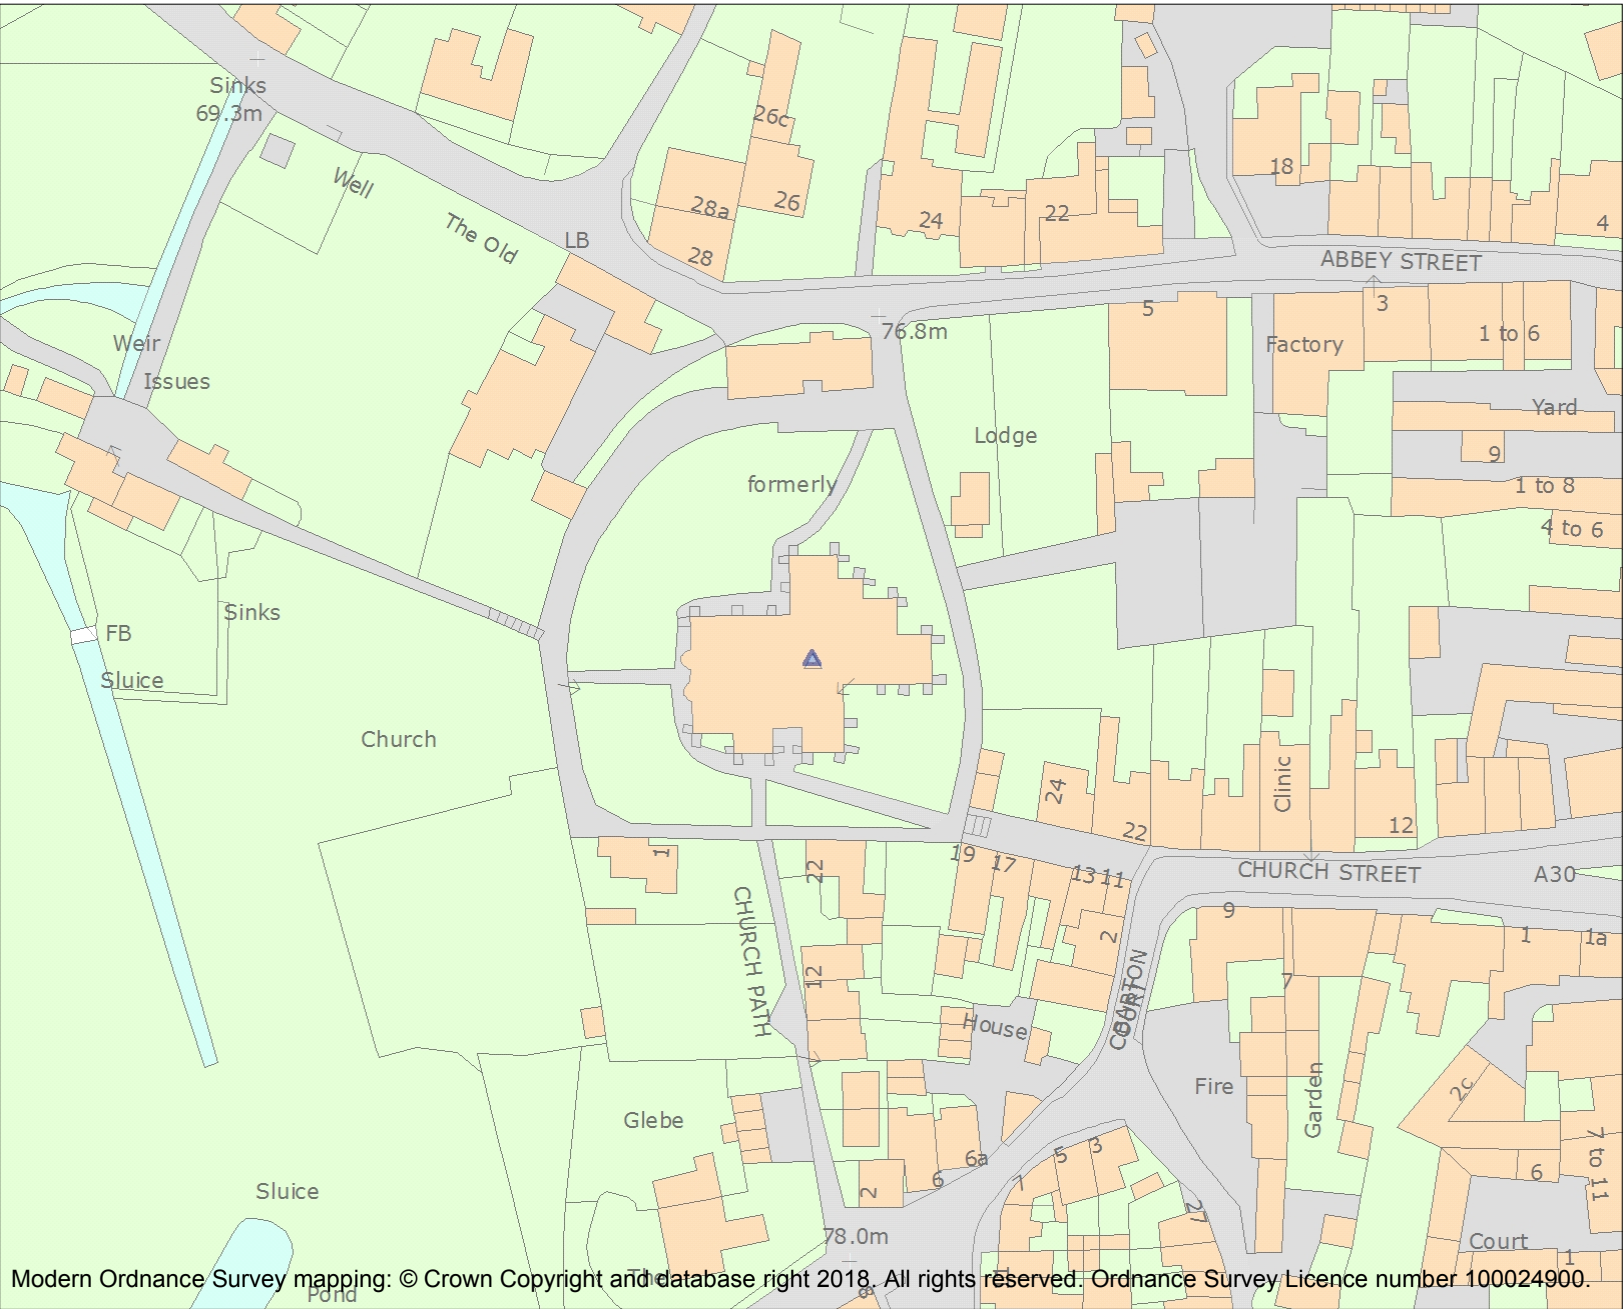 Sinks
69.3m
26c
18
Well
28a
26
24
22
4
The Old
LB
28
ABBEY STREET
5
3
76.8m
Weir
Factory
1 to 6
Issues
Yard
Lodge
9
formerly
1 to 8
4 to 6
Sinks
FB
Sluice
Church
Clinic
24
22
12
1
22
19
17
13
11
CHURCH STREET
A30
CHURCH PATH
9
2
1
1a
12
7
House
Fire
Garden
2c
Glebe
3
5
6a
6
7
2
7 to 11
6
Sluice
27
78.0m
Court
1
The
Pond
8
Modern Ordnance Survey mapping: © Crown Copyright and database right 2018. All rights reserved. Ordnance Survey Licence number 100024900.